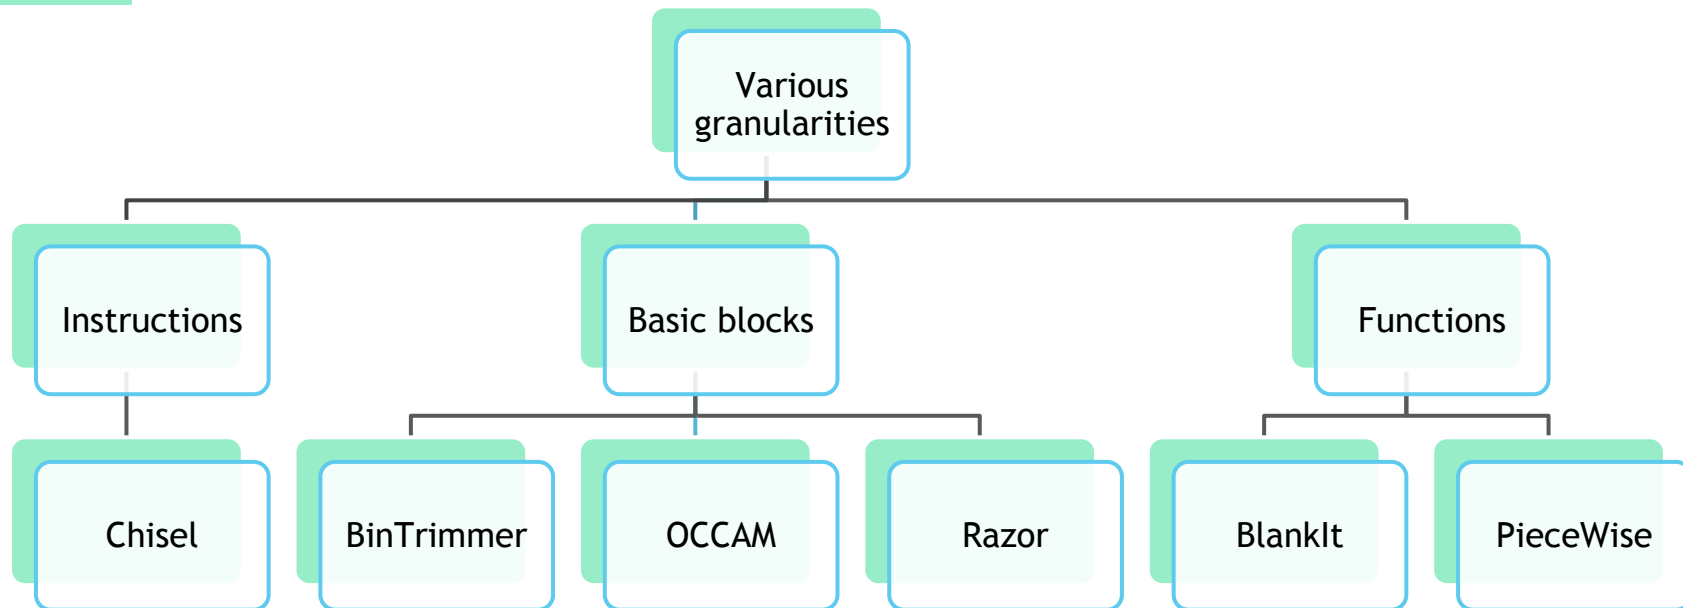 Various
granularities
Instructions
Basic blocks
Functions
Chisel
BinTrimmer
OCCAM
Razor
BlankIt
PieceWise